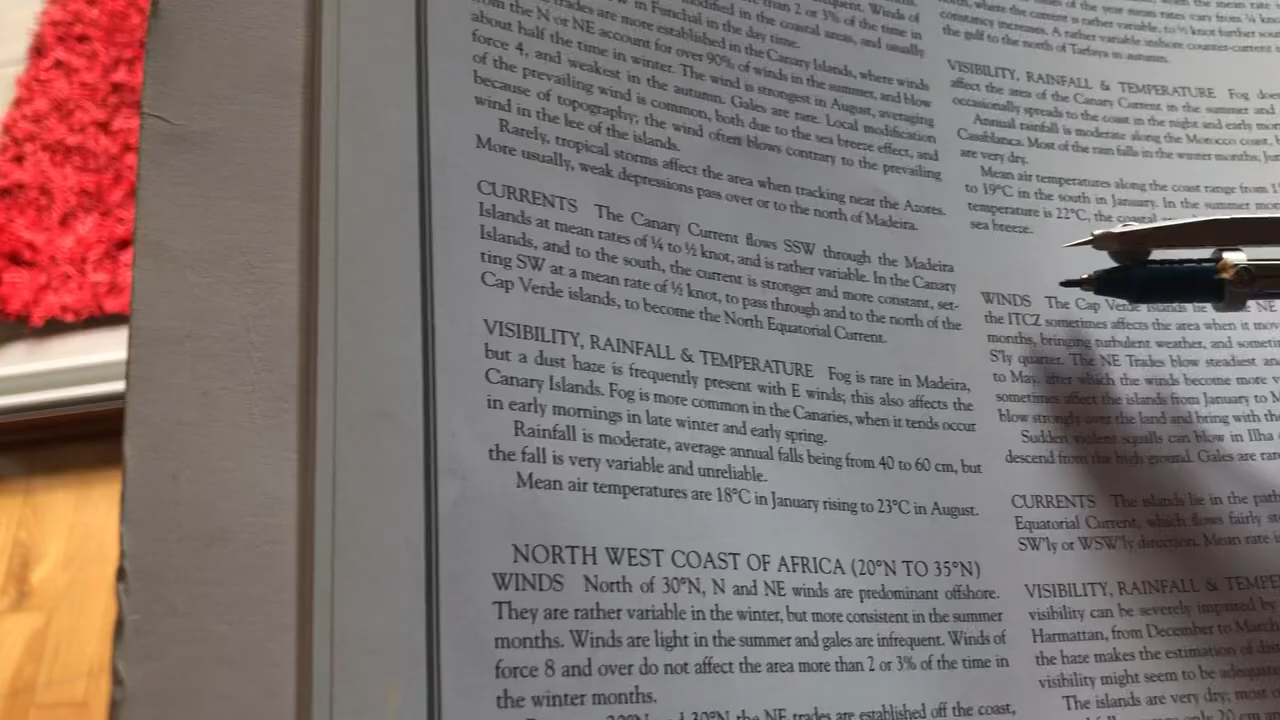 than 2 or 3% of the time in
in Funchal in the day time.
trades are more established in the Canary Islands, where winds
from the N or NE account for over 90% of winds in the summer, and blow
about half the time in winter. The wind is strongest in August, averaging
force 4, and weakest in the autumn. Gales are rare. Local modification
of the prevailing wind is common, both due to the sea breeze effect, and
because of topography; the wind often blows contrary to the prevailing
wind in the lee of the islands.
Rarely, tropical storms affect the area when tracking near the Azores.
More usually, weak depressions pass over or to the north of Madeira.
CURRENTS The Canary Current flows SSW through the Madeira
Islands at mean rates of ¼ to ½ knot, and is rather variable. In the Canary
Islands, and to the south, the current is stronger and more constant, set-
ting SW at a mean rate of ½ knot, to pass through and to the north of the
Cap Verde islands, to become the North Equatorial Current.
VISIBILITY, RAINFALL & TEMPERATURE Fog is rare in Madeira,
but a dust haze is frequently present with E winds; this also affects the
Canary Islands. Fog is more common in the Canaries, when it tends occur
in early mornings in late winter and early spring.
Rainfall is moderate, average annual falls being from 40 to 60 cm, but
the fall is very variable and unreliable.
Mean air temperatures are 18°C in January rising to 23°C in August.
NORTH WEST COAST OF AFRICA (20°N TO 35°N)
WINDS North of 30°N, N and NE winds are predominant offshore.
They are rather variable in the winter, but more consistent in the summer
months. Winds are light in the summer and gales are infrequent. Winds of
force 8 and over do not affect the area more than 2 or 3% of the time in
the winter months.
the NE trades are established off the coast,
constancy increases. A rather variable inshore counter-current
the gulf to the north of Tarfaya in autumn.
VISIBILITY, RAINFALL & TEMPERATURE Fog does
affect the area of the Canary Current in the summer and
occasionally spreads to the coast in the night and early
Annual rainfall is moderate along the Morocco coast,
Casablanca. Most of the rain falls in the winter months;
are very dry.
Mean air temperatures along the coast range from
to 19°C in the south in January. In the summer
temperature is 22°C, the coastal
sea breeze.
WINDS The Cap Verde Islands lie NE
the ITCZ sometimes affects the area when it
months, bringing turbulent weather, and
S'ly quarter. The NE Trades blow steadiest
to May, after which the winds become more
sometimes affect the islands from January to
blow strongly over the land and bring with
Sudden violent squalls can blow in Ilha
descend from the high ground. Gales are
CURRENTS The islands lie in the path
Equatorial Current, which flows fairly
SW'ly or WSW'ly direction. Mean rate
VISIBILITY, RAINFALL &
visibility can be severely impaired by
Harmattan, from December to March
the haze makes the estimation of
visibility might seem to be adequate
The islands are very dry; most